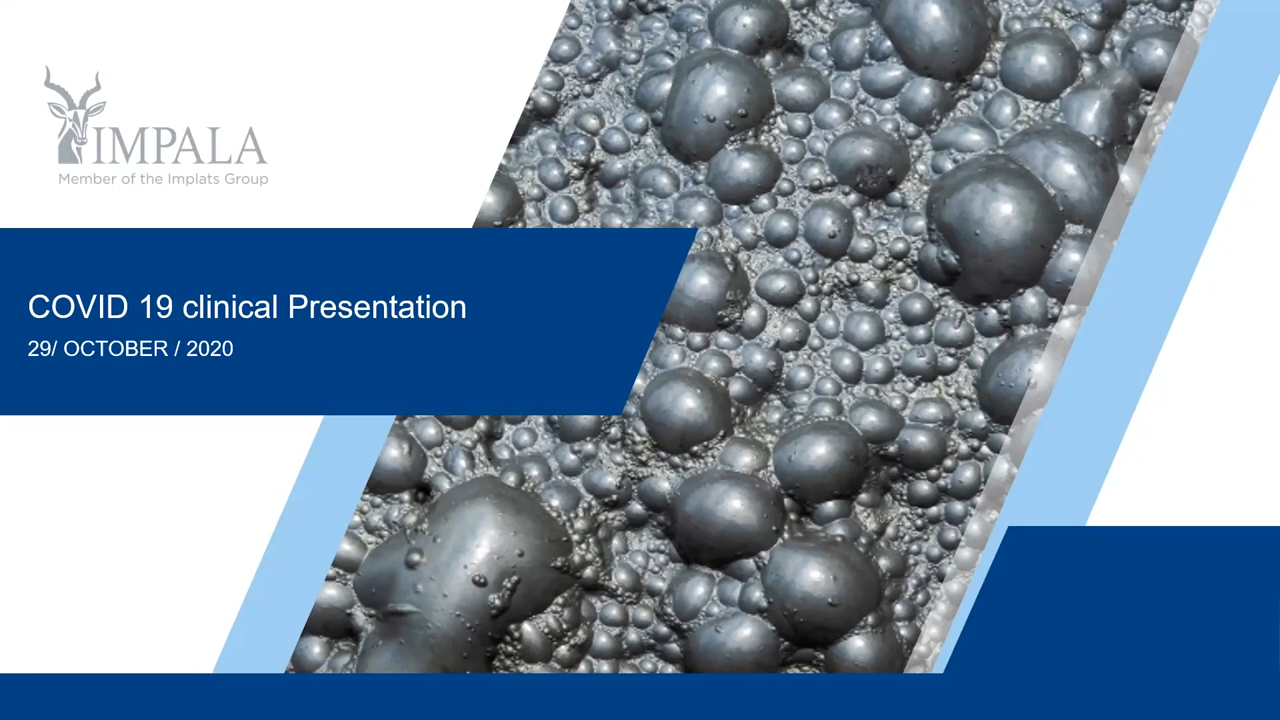 IMPALA
Member of the Implats Group
COVID 19 clinical Presentation
29/ OCTOBER / 2020